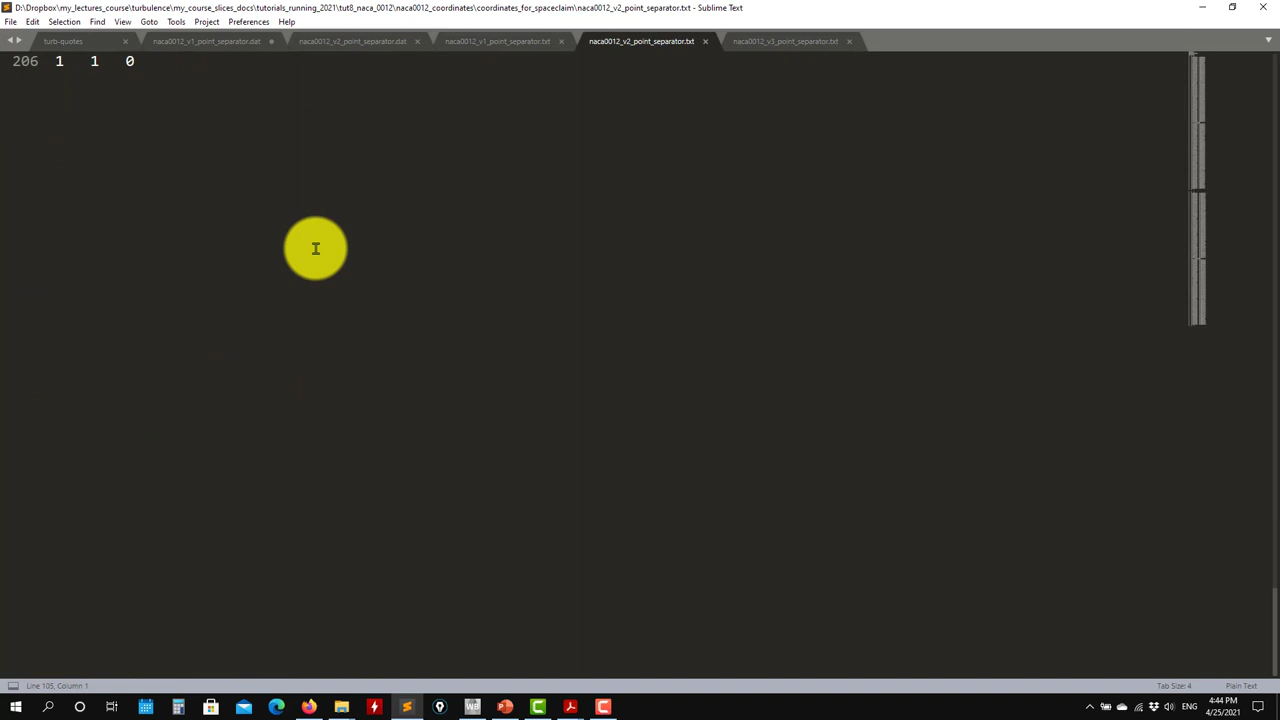 D:\Dropbox\my_lectures_course\turbulence\my_course_slices_docs\tutorials_running_2021\tut8_naca_0012\naca0012_coordinates\coordinates_for_spaceclaim\naca0012_v2_point_separator.txt - Sublime Text
File Edit Selection Find View Goto Tools Project Preferences Help
turb-quotes naca0012_v1_point_separator.dat naca0012_v2_point_separator.dat naca0012_v1_point_separator.txt naca0012_v2_point_separator.txt naca0012_v3_point_separator.txt
206 1 1 0
Line 105, Column 1 Tab Size: 4 Plain Text
ENG 4:44 PM
4/25/2021